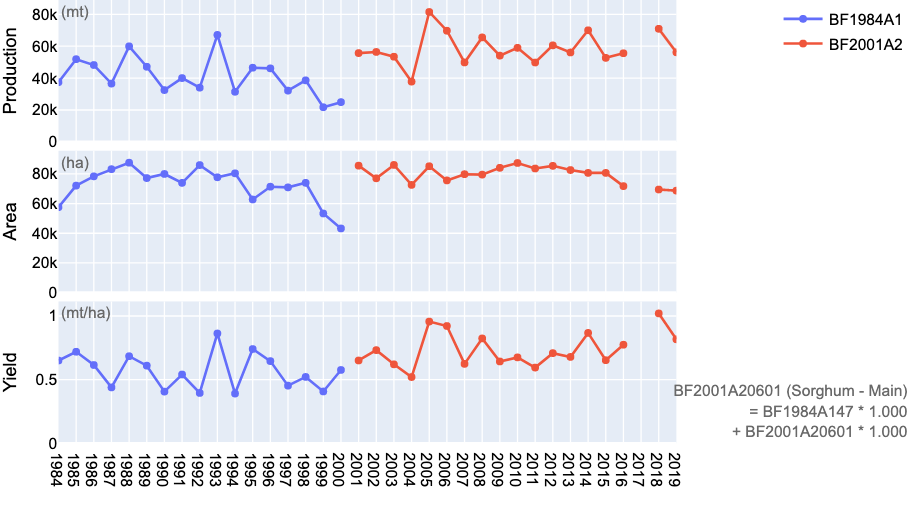 Production
(mt)
80k
60k
40k
20k
0
BF1984A1
BF2001A2
Area
(ha)
80k
60k
40k
20k
0
Yield
(mt/ha)
1
0.5
0
BF2001A20601 (Sorghum - Main)
= BF1984A147 * 1.000
+ BF2001A20601 * 1.000
1984
1985
1986
1987
1988
1989
1990
1991
1992
1993
1994
1995
1996
1997
1998
1999
2000
2001
2002
2003
2004
2005
2006
2007
2008
2009
2010
2011
2012
2013
2014
2015
2016
2017
2018
2019